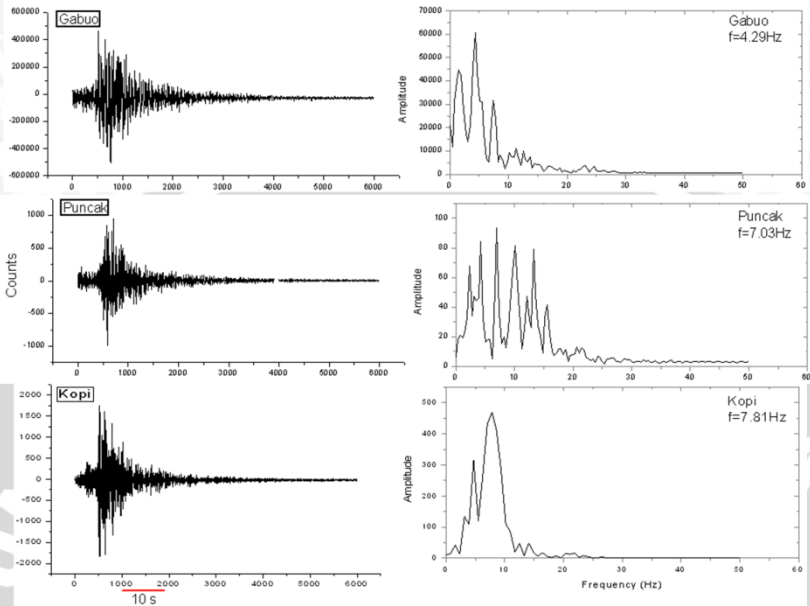 Gabuo
600000
400000
200000
0
-200000
-400000
-600000
0 1000 2000 3000 4000 5000 6000
Gabuo
f=4.29Hz
Amplitude
70000
60000
50000
40000
30000
20000
10000
0
0 10 20 30 40 50 60
Puncak
Counts
1000
500
0
-500
-1000
0 1000 2000 3000 4000 5000 6000
Puncak
f=7.03Hz
Amplitude
100
80
60
40
20
0
0 10 20 30 40 50 60
Kopi
2000
1500
1000
500
0
-500
-1000
-1500
-2000
0 1000 2000 3000 4000 5000 6000
10 s
Kopi
f=7.81Hz
Amplitude
500
400
300
200
100
0
0 10 20 30 40 50 60
Frequency (Hz)